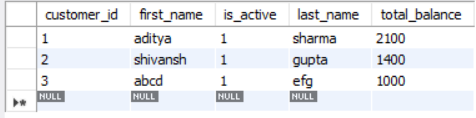 customer_id first_name is_active last_name total_balance
1 aditya 1 sharma 2100
2 shivansh 1 gupta 1400
3 abcd 1 efg 1000
NULL NULL NULL NULL